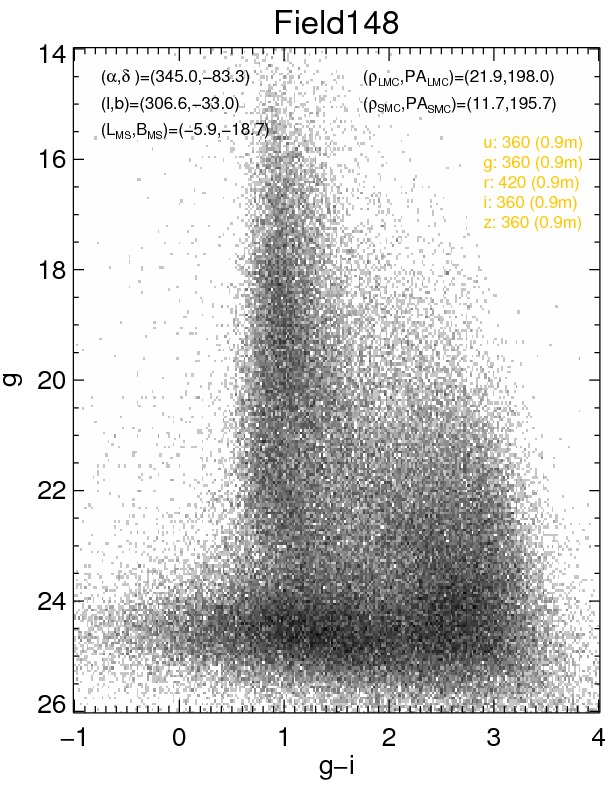 Field148
(α,δ )=(345.0,−83.3)
(ρLMC,PALMC)=(21.9,198.0)
(l,b)=(306.6,−33.0)
(ρSMC,PASMC)=(11.7,195.7)
(LMS,BMS)=(−5.9,−18.7)
u: 360 (0.9m)
g: 360 (0.9m)
r: 420 (0.9m)
i: 360 (0.9m)
z: 360 (0.9m)
14
16
18
20
22
24
26
g
−1 0 1 2 3 4
g−i